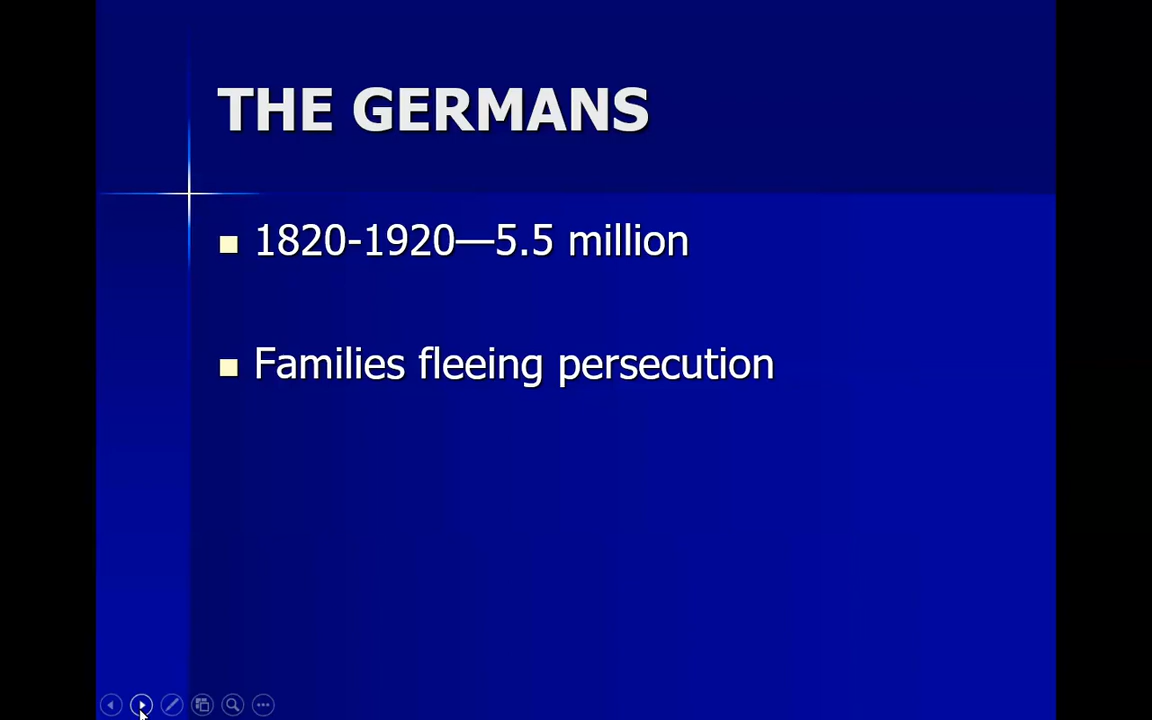 THE GERMANS
1820-1920—5.5 million
Families fleeing persecution